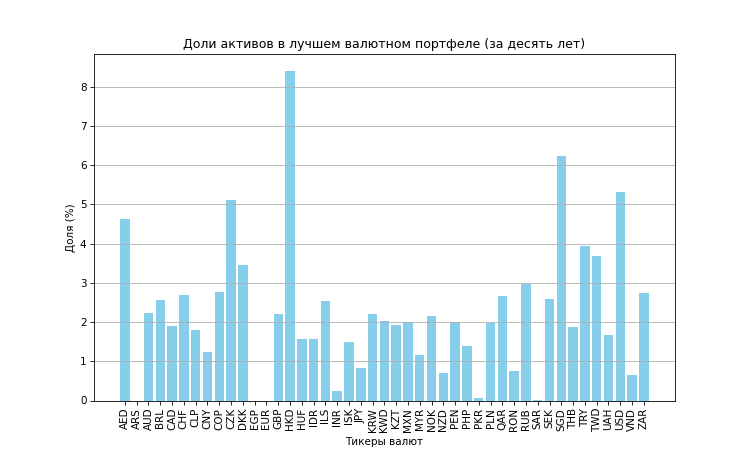 Доли активов в лучшем валютном портфеле (за десять лет)
Доля (%)
8
7
6
5
4
3
2
1
0
AED ARS AUD BRL CAD CHF CLP CNY COP CZK DKK EGP EUR GBP HKD HUF IDR ILS INR ISK JPY KRW KWD KZT MXN MYR NOK NZD PEN PHP PKR PLN QAR RON RUB SAR SEK SGD THB TRY TWD UAH USD VND ZAR
Тикеры валют